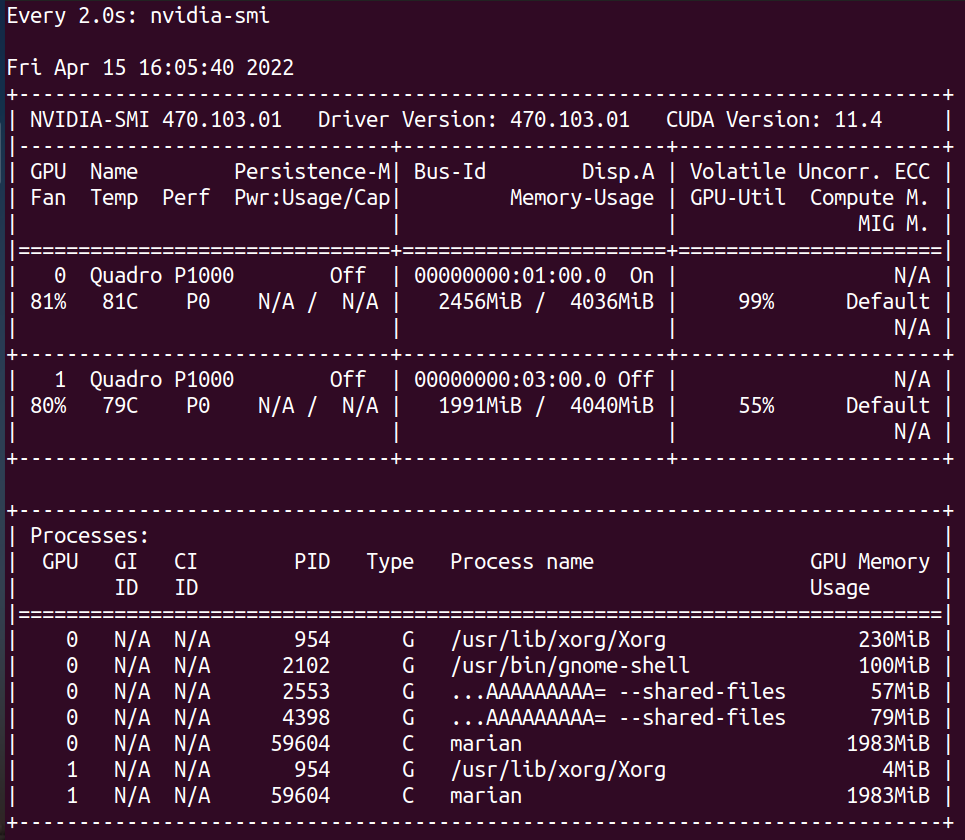 Every 2.0s: nvidia-smi

Fri Apr 15 16:05:40 2022
+-----------------------------------------------------------------------------+
| NVIDIA-SMI 470.103.01   Driver Version: 470.103.01   CUDA Version: 11.4     |
|-------------------------------+----------------------+----------------------+
| GPU  Name        Persistence-M| Bus-Id        Disp.A | Volatile Uncorr. ECC |
| Fan  Temp  Perf  Pwr:Usage/Cap|         Memory-Usage | GPU-Util  Compute M. |
|                               |                      |               MIG M. |
|===============================+======================+======================|
|   0  Quadro P1000        Off  | 00000000:01:00.0  On |                  N/A |
| 81%   81C    P0    N/A /  N/A |   2456MiB /  4036MiB |     99%      Default |
|                               |                      |                  N/A |
+-------------------------------+----------------------+----------------------+
|   1  Quadro P1000        Off  | 00000000:03:00.0 Off |                  N/A |
| 80%   79C    P0    N/A /  N/A |   1991MiB /  4040MiB |     55%      Default |
|                               |                      |                  N/A |
+-------------------------------+----------------------+----------------------+

+-----------------------------------------------------------------------------+
| Processes:                                                                  |
|  GPU   GI   CI        PID   Type   Process name                  GPU Memory |
|        ID   ID                                                   Usage      |
|=============================================================================|
|    0   N/A  N/A       954      G   /usr/lib/xorg/Xorg                230MiB |
|    0   N/A  N/A      2102      G   /usr/bin/gnome-shell              100MiB |
|    0   N/A  N/A      2553      G   ...AAAAAAAAA= --shared-files       57MiB |
|    0   N/A  N/A      4398      G   ...AAAAAAAAA= --shared-files       79MiB |
|    0   N/A  N/A     59604      C   marian                           1983MiB |
|    1   N/A  N/A       954      G   /usr/lib/xorg/Xorg                  4MiB |
|    1   N/A  N/A     59604      C   marian                           1983MiB |
+-----------------------------------------------------------------------------+